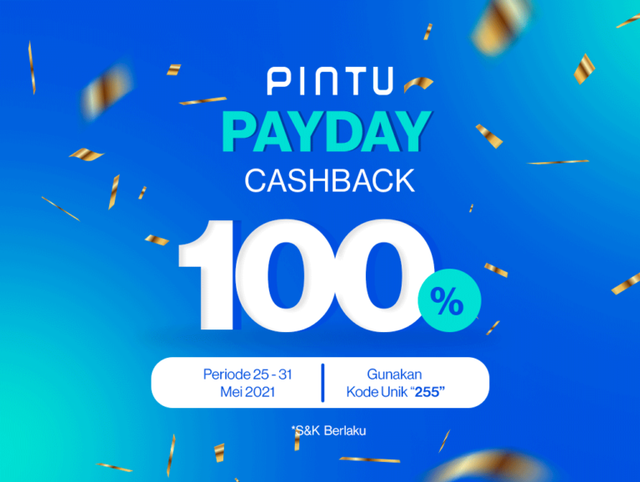 PINTU
PAYDAY
CASHBACK
100%
Periode 25 - 31
Mei 2021
Gunakan
Kode Unik “255”
*S&K Berlaku